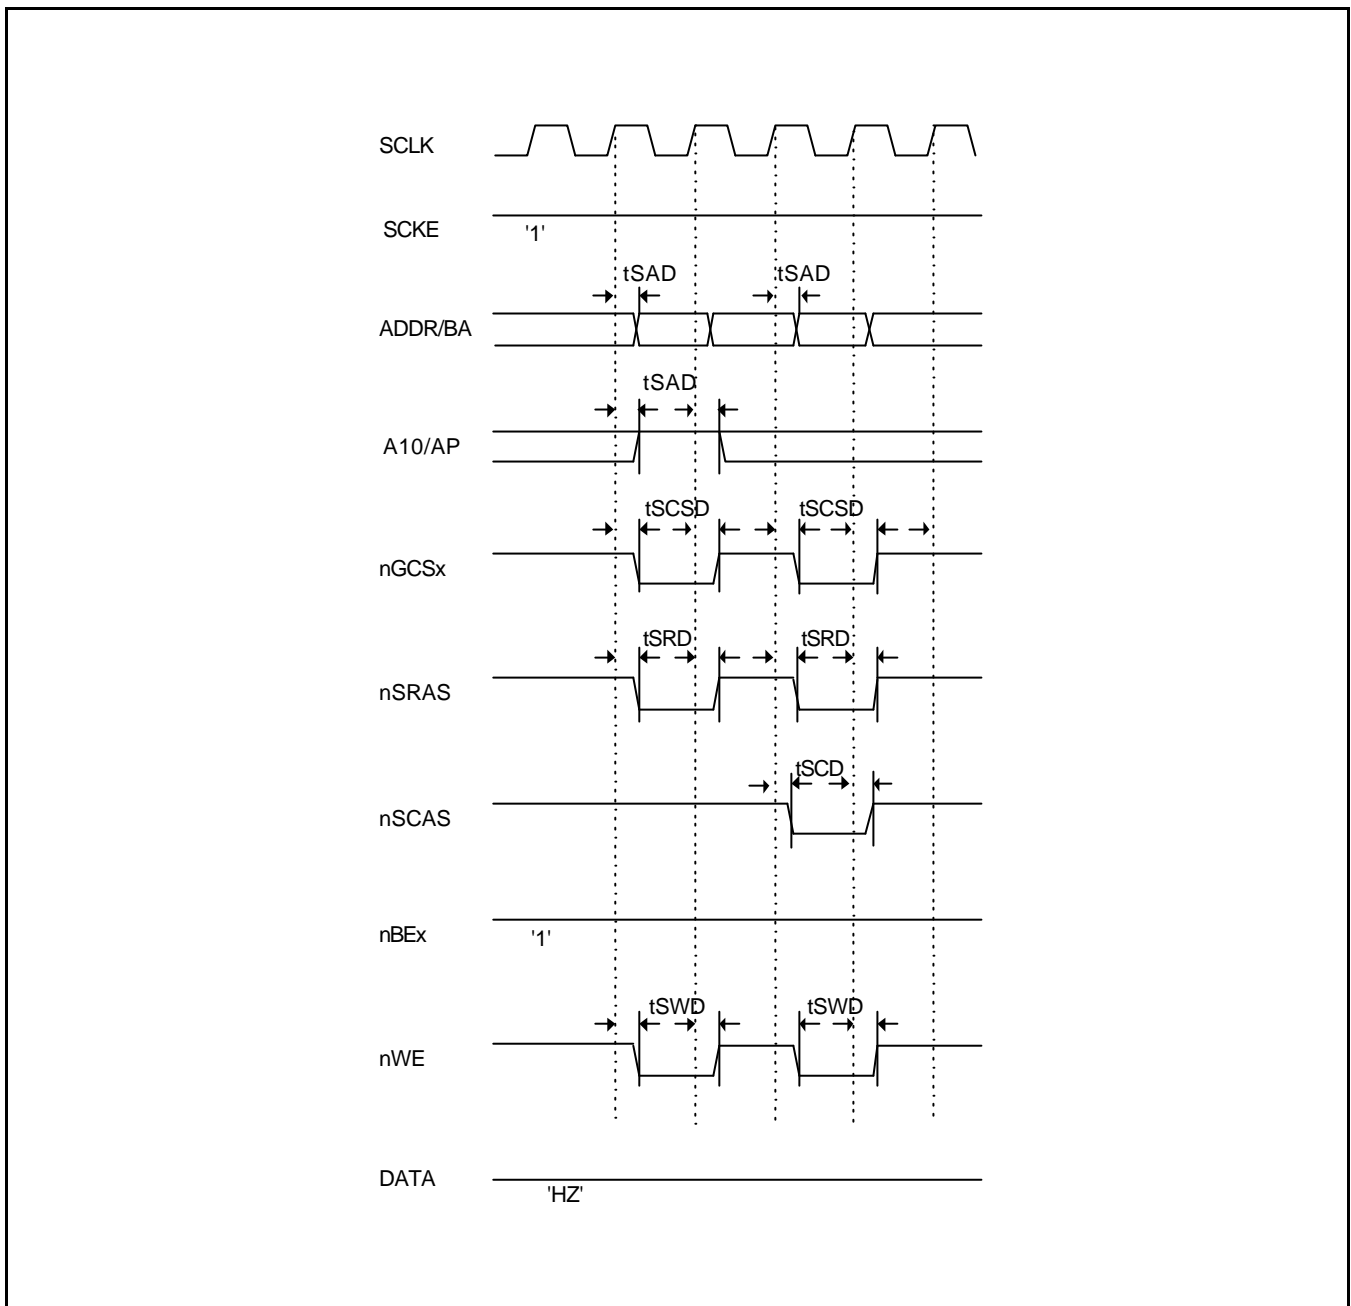 SCLK
SCKE
'1'
tSAD
tSAD
ADDR/BA
tSAD
A10/AP
tSCSD
tSCSD
nGCSx
tSRD
tSRD
nSRAS
tSCD
nSCAS
nBEx
'1'
tSWD
tSWD
nWE
DATA
'HZ'